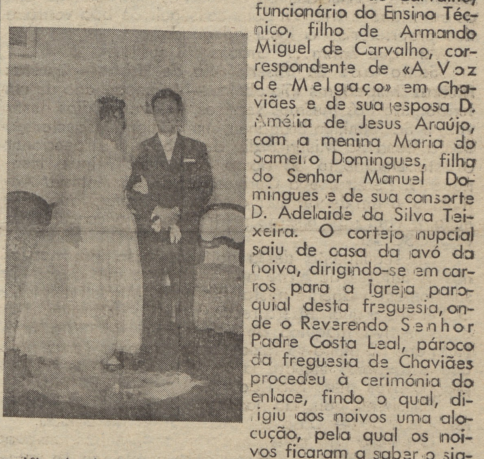 Carvalho,
funcionário do Ensino Téc-
nico, filho de Armando
Miguel de Carvalho, cor-
respondente de «A Voz
de Melgaço» em Cha-
viães e de sua esposa D.
Amélia de Jesus Araújo,
com a menina Maria do
Sameiro Domingues, filha
do Senhor Manuel Do-
mingues e de sua consorte
D. Adelaide da Silva Tei-
xeira. O cortejo nupcial
saiu de casa da avó da
noiva, dirigindo-se em car-
ros para a Igreja paro-
quial desta freguesia, on-
de o Reverendo Senhor
Padre Costa Leal, pároco
da freguesia de Chaviães
procedeu à cerimónia do
enlace, findo o qual, di-
rigiu aos noivos uma alo-
cução, pela qual os noi-
vos ficaram a saber o sig-